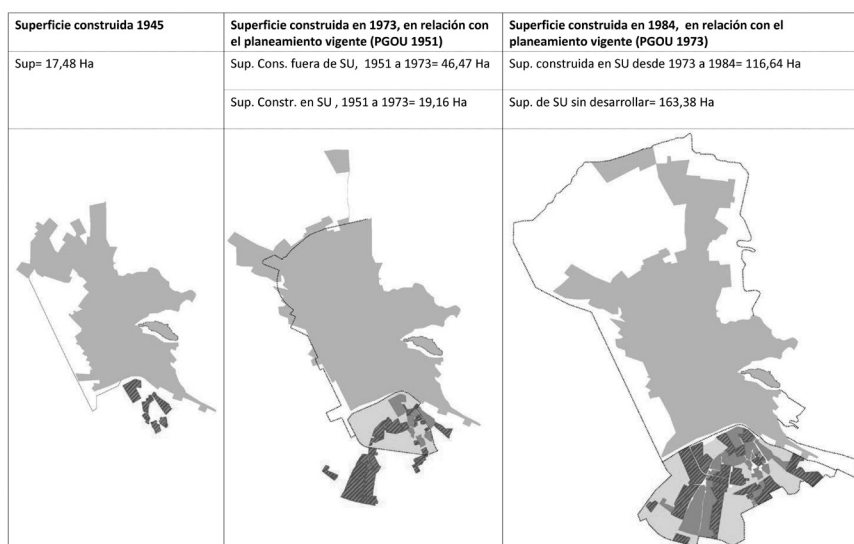 Superficie construida 1945
Superficie construida en 1973, en relación con
el planeamiento vigente (PGOU 1951)
Superficie construida en 1984, en relación con el
planeamiento vigente (PGOU 1973)
Sup= 17,48 Ha
Sup. Cons. fuera de SU, 1951 a 1973= 46,47 Ha
Sup. construida en SU desde 1973 a 1984= 116,64 Ha
Sup. Constr. en SU , 1951 a 1973= 19,16 Ha
Sup. de SU sin desarrollar= 163,38 Ha